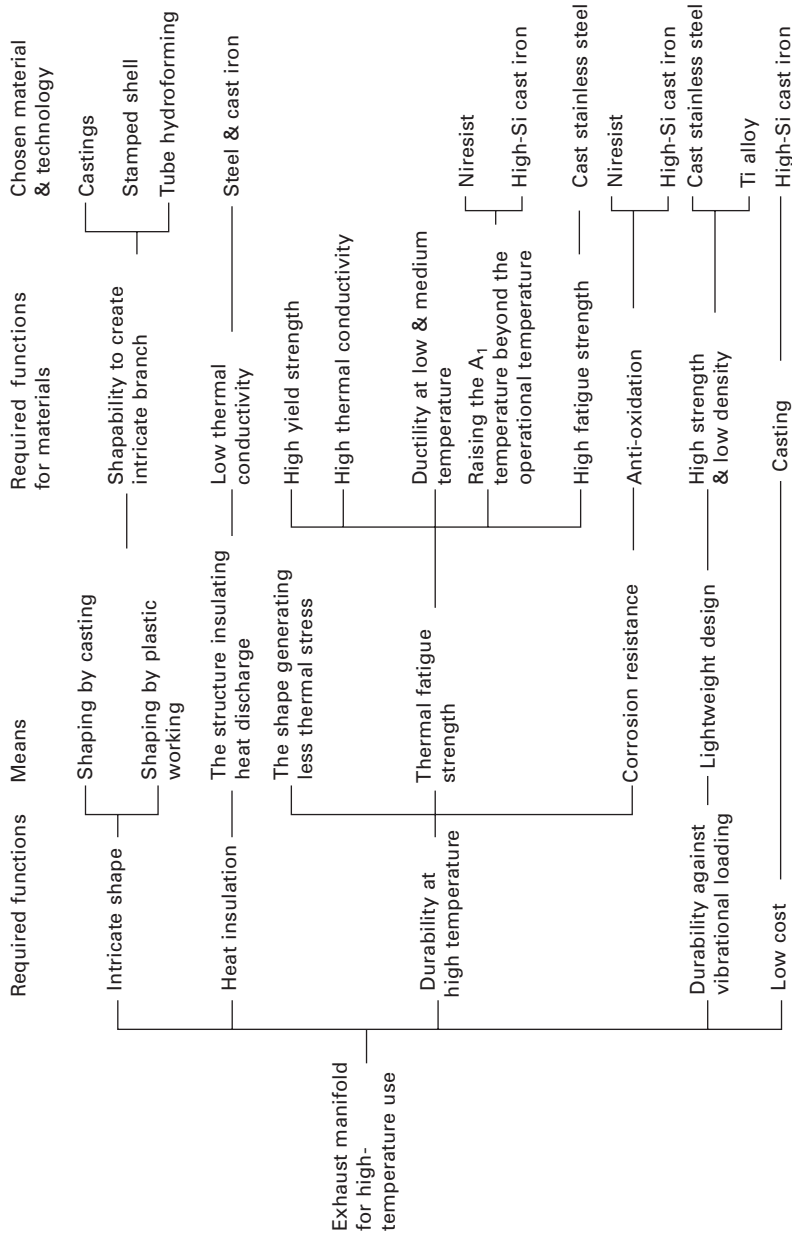 Required functions
Means
Required functions
for materials
Chosen material
& technology
Exhaust manifold
for high-
temperature use
Intricate shape
Shaping by casting
Shaping by plastic
working
Shapability to create
intricate branch
Castings
Stamped shell
Tube hydroforming
Heat insulation
The structure insulating
heat discharge
Low thermal
conductivity
Steel & cast iron
Durability at
high temperature
The shape generating
less thermal stress
Thermal fatigue
strength
High yield strength
High thermal conductivity
Ductility at low & medium
temperature
Raising the A1
temperature beyond the
operational temperature
Niresist
High-Si cast iron
High fatigue strength
Cast stainless steel
Corrosion resistance
Anti-oxidation
Niresist
High-Si cast iron
Durability against
vibrational loading
Lightweight design
High strength
& low density
Cast stainless steel
Ti alloy
Low cost
Casting
High-Si cast iron